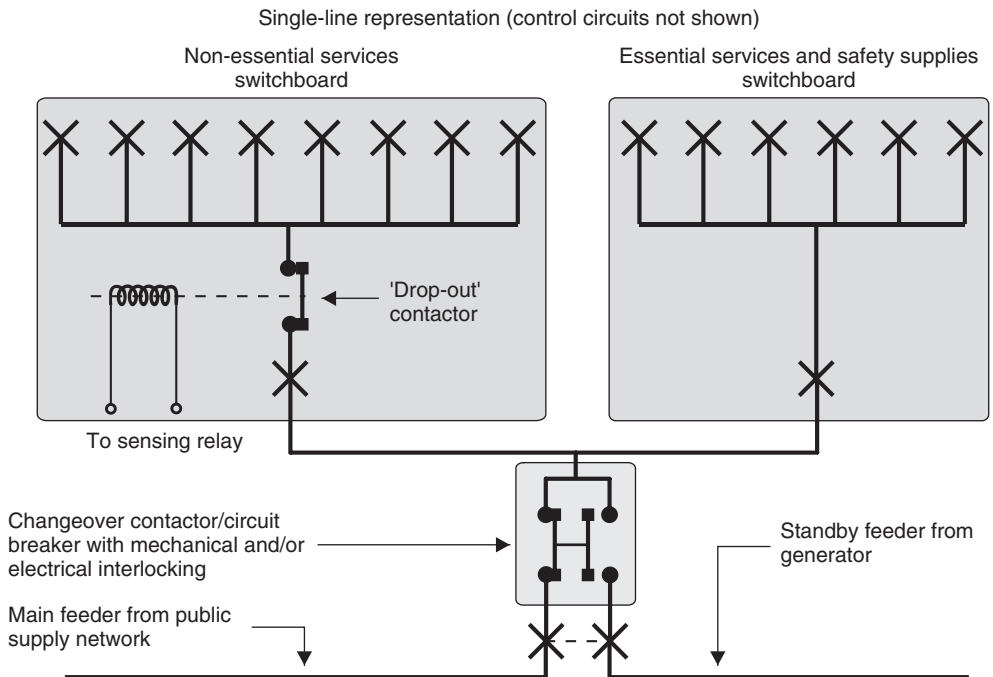 Single-line representation (control circuits not shown)
Non-essential services
switchboard
Essential services and safety supplies
switchboard
'Drop-out'
contactor
To sensing relay
Changeover contactor/circuit
breaker with mechanical and/or
electrical interlocking
Standby feeder from
generator
Main feeder from public
supply network